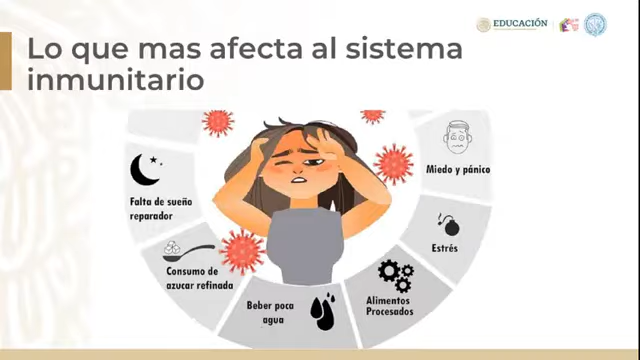 EDUCACIÓN
Lo que mas afecta al sistema
inmunitario
Miedo y pánico
Falta de sueño
reparador
Estrés
Consumo de
azucar refinada
Alimentos
Procesados
Beber poca
agua